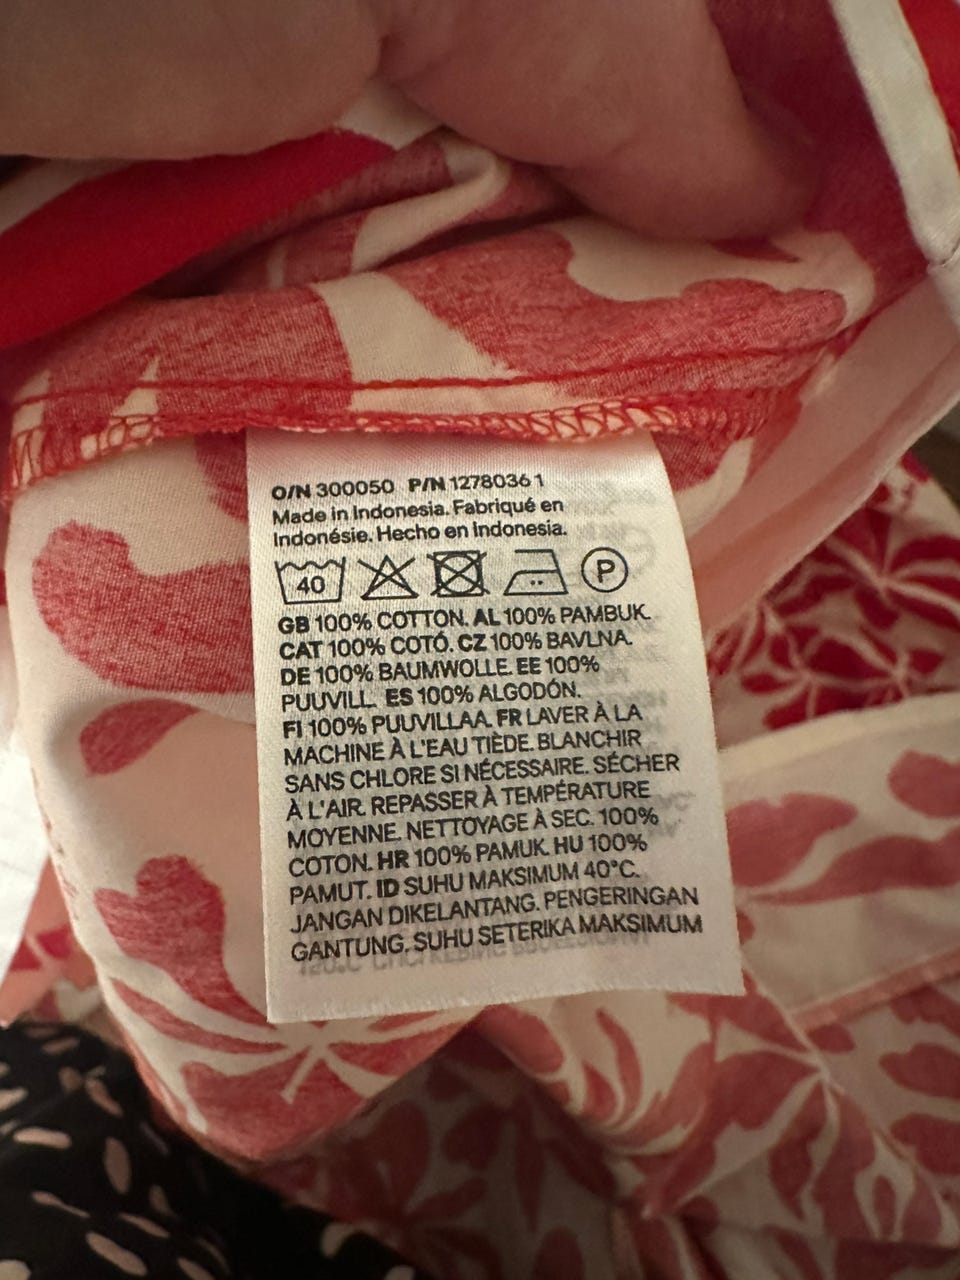 O/N 300050 P/N 1278036 1
Made in Indonesia. Fabriqué en
Indonésie. Hecho en Indonesia.
40 P
GB 100% COTTON. AL 100% PAMBUK.
CAT 100% COTÓ. CZ 100% BAVLNA.
DE 100% BAUMWOLLE. EE 100%
PUUVILL. ES 100% ALGODÓN.
FI 100% PUUVILLAA. FR LAVER À LA
MACHINE À L'EAU TIÈDE. BLANCHIR
SANS CHLORE SI NÉCESSAIRE. SÉCHER
À L'AIR. REPASSER À TEMPÉRATURE
MOYENNE. NETTOYAGE À SEC. 100%
COTON. HR 100% PAMUK. HU 100%
PAMUT. ID SUHU MAKSIMUM 40°C.
JANGAN DIKELANTANG. PENGERINGAN
GANTUNG. SUHU SETERIKA MAKSIMUM